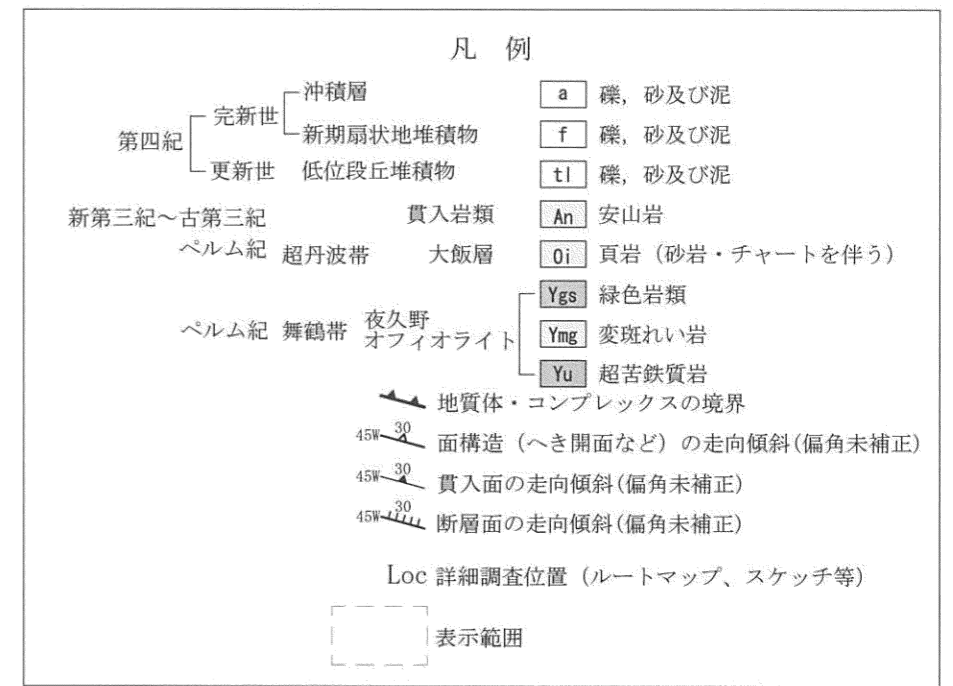 凡 例
沖積層 a 礫, 砂及び泥
完新世
新期扇状地堆積物 f 礫, 砂及び泥
第四紀
更新世 低位段丘堆積物 tl 礫, 砂及び泥
新第三紀～古第三紀 貫入岩類 An 安山岩
ペルム紀 超丹波帯 大飯層 Oi 頁岩（砂岩・チャートを伴う）
Ygs 緑色岩類
ペルム紀 舞鶴帯 夜久野
オフィオライト Ymg 変斑れい岩
Yu 超苦鉄質岩
地質体・コンプレックスの境界
45W 30 面構造（へき開面など）の走向傾斜(偏角未補正)
45W 30 貫入面の走向傾斜(偏角未補正)
45W 30 断層面の走向傾斜(偏角未補正)
Loc 詳細調査位置（ルートマップ、スケッチ等）
表示範囲